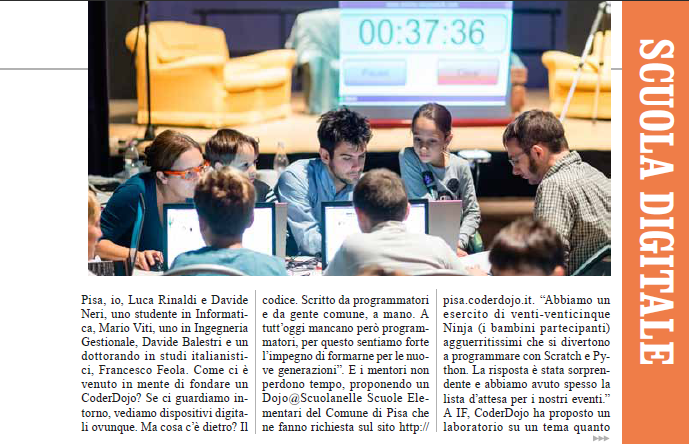 00:37:36
SCUOLA DIGITALE
Pisa, io, Luca Rinaldi e Davide
Neri, uno studente in Informati-
ca, Mario Viti, uno in Ingegneria
Gestionale, Davide Balestri e un
dottorando in studi italianisti-
ci, Francesco Feola. Come ci è
venuto in mente di fondare un
CoderDojo? Se ci guardiamo in-
torno, vediamo dispositivi digita-
li ovunque. Ma cosa c'è dietro? Il
codice. Scritto da programmatori
e da gente comune, a mano. A
tutt'oggi mancano però program-
matori, per questo sentiamo forte
l'impegno di formarne per le nuo-
ve generazioni”. E i mentori non
perdono tempo, proponendo un
Dojo@Scuolanelle Scuole Ele-
mentari del Comune di Pisa che
ne fanno richiesta sul sito http://
pisa.coderdojo.it. “Abbiamo un
esercito di venti-venticinque
Ninja (i bambini partecipanti)
agguerritissimi che si divertono
a programmare con Scratch e Py-
thon. La risposta è stata sorpren-
dente e abbiamo avuto spesso la
lista d'attesa per i nostri eventi.”
A IF, CoderDojo ha proposto un
laboratorio su un tema quanto